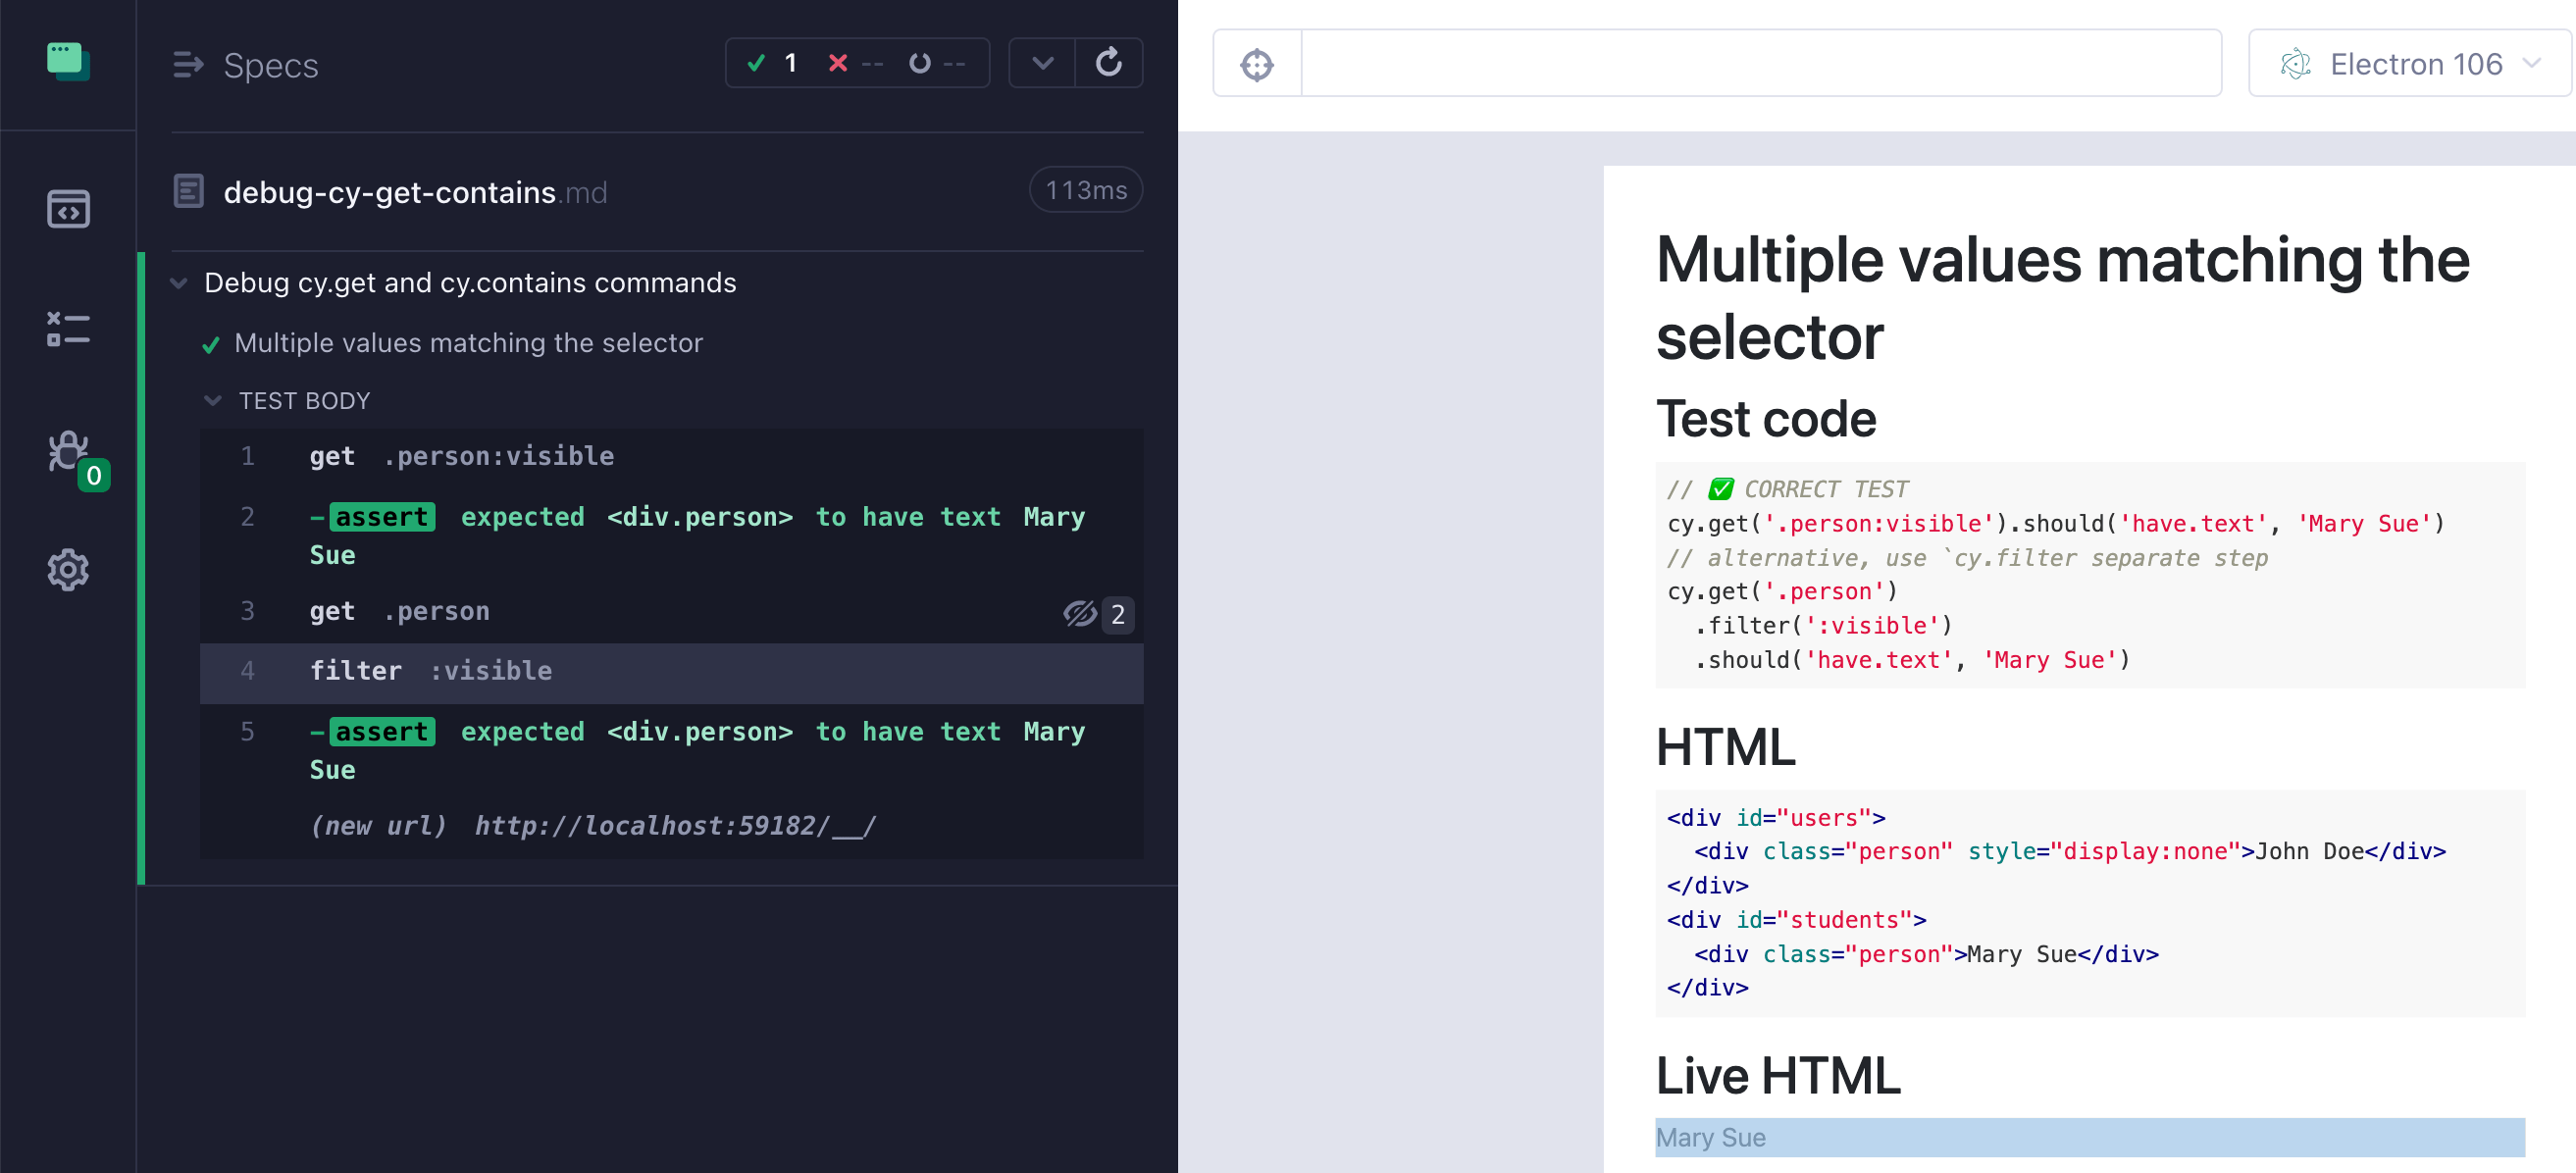 Specs
1 -- --
debug-cy-get-contains.md
113ms
Debug cy.get and cy.contains commands
Multiple values matching the selector
TEST BODY
1 get .person:visible
2 -assert expected <div.person> to have text Mary
Sue
3 get .person 2
4 filter :visible
5 -assert expected <div.person> to have text Mary
Sue
(new url) http://localhost:59182/__/
0
Electron 106
Multiple values matching the
selector
Test code
// ✅ CORRECT TEST
cy.get('.person:visible').should('have.text', 'Mary Sue')
// alternative, use `cy.filter separate step
cy.get('.person')
  .filter(':visible')
  .should('have.text', 'Mary Sue')
HTML
<div id="users">
  <div class="person" style="display:none">John Doe</div>
</div>
<div id="students">
  <div class="person">Mary Sue</div>
</div>
Live HTML
Mary Sue